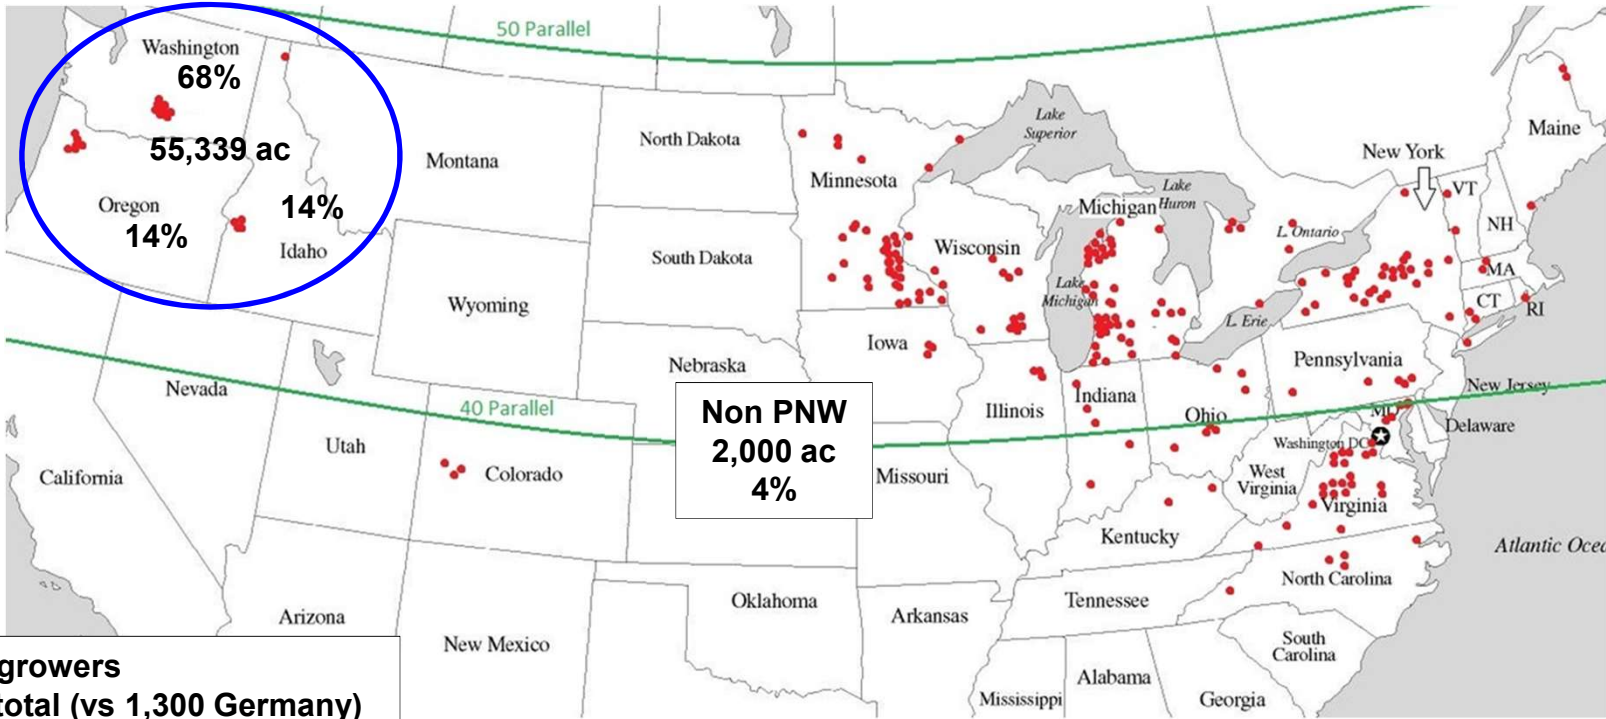 50 Parallel
Washington
68%
55,339 ac
Oregon
14%
14%
Idaho
Montana
North Dakota
Minnesota
Lake
Superior
Maine
New York
VT
Lake
Huron
Michigan
NH
L. Ontario
Wisconsin
South Dakota
MA
Lake
Michigan
CT
RI
Wyoming
L. Erie
Iowa
Pennsylvania
Nebraska
New Jersey
Nevada
40 Parallel
Indiana
Illinois
Ohio
MD
Delaware
Non PNW
2,000 ac
4%
Washington DC
Utah
Colorado
California
Missouri
West
Virginia
Virginia
Kentucky
Atlantic Ocea
North Carolina
Oklahoma
Tennessee
Arizona
Arkansas
New Mexico
South
Carolina
Alabama
Mississippi
Georgia
growers
total (vs 1,300 Germany)